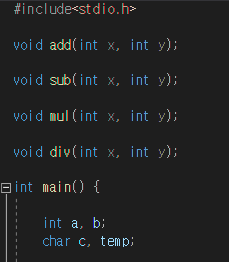 #include<stdio.h>
void add(int x, int y);
void sub(int x, int y);
void mul(int x, int y);
void div(int x, int y);
int main() {
int a, b;
char c, temp;